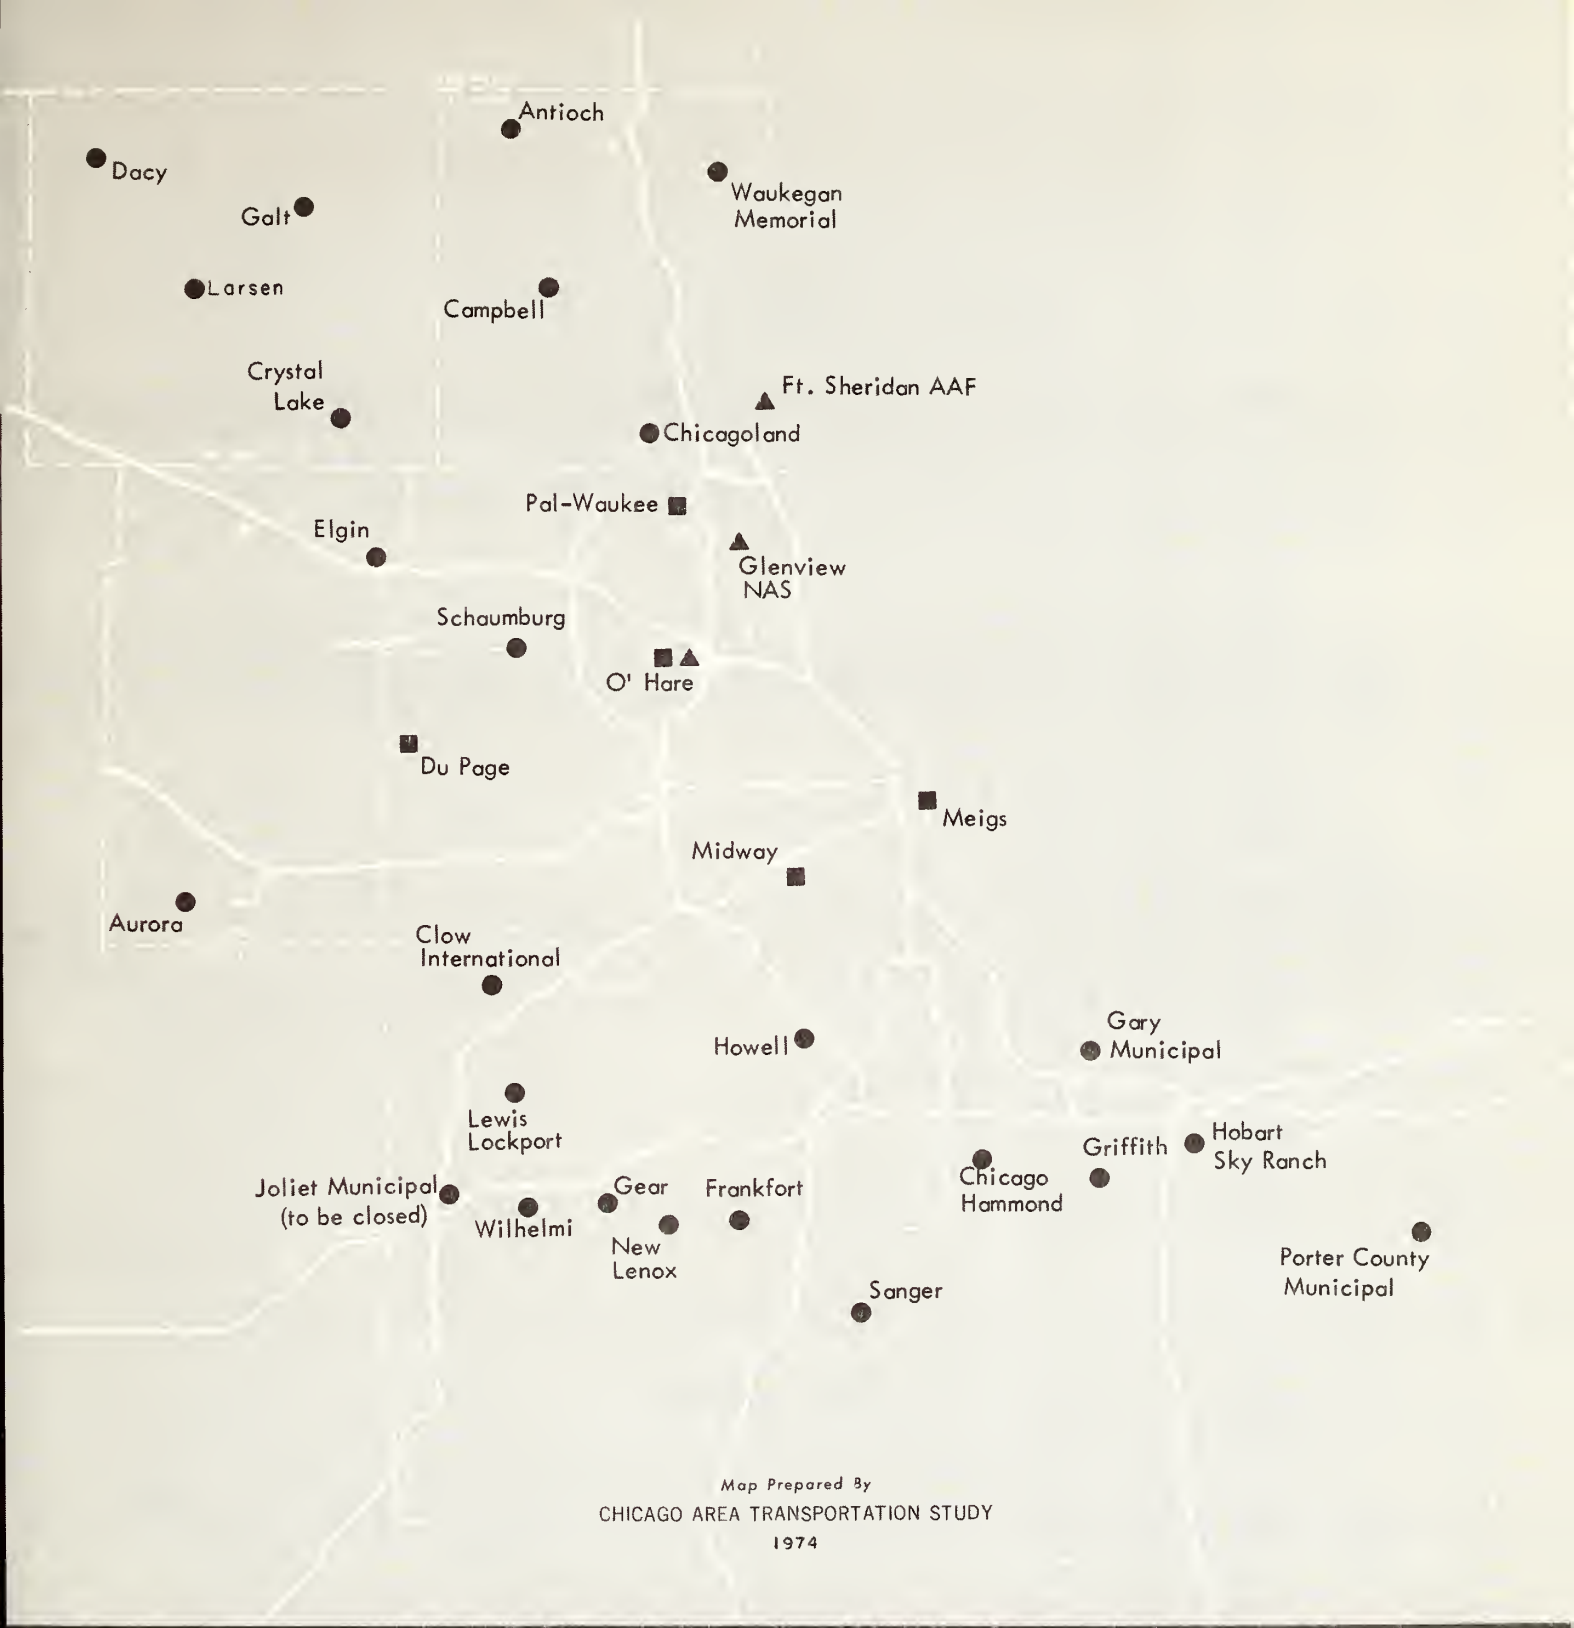 Antioch
Dacy
Waukegan
Memorial
Galt
Larsen
Campbell
Crystal
Lake
Ft. Sheridan AAF
Chicagoland
Pal-Waukee
Elgin
Glenview
NAS
Schaumburg
O' Hare
Du Page
Meigs
Midway
Aurora
Clow
International
Gary
Municipal
Howell
Lewis
Lockport
Griffith
Hobart
Sky Ranch
Chicago
Hammond
Joliet Municipal
(to be closed)
Wilhelmi
Gear
Frankfort
New
Lenox
Porter County
Municipal
Sanger
Map Prepared By
CHICAGO AREA TRANSPORTATION STUDY
1974